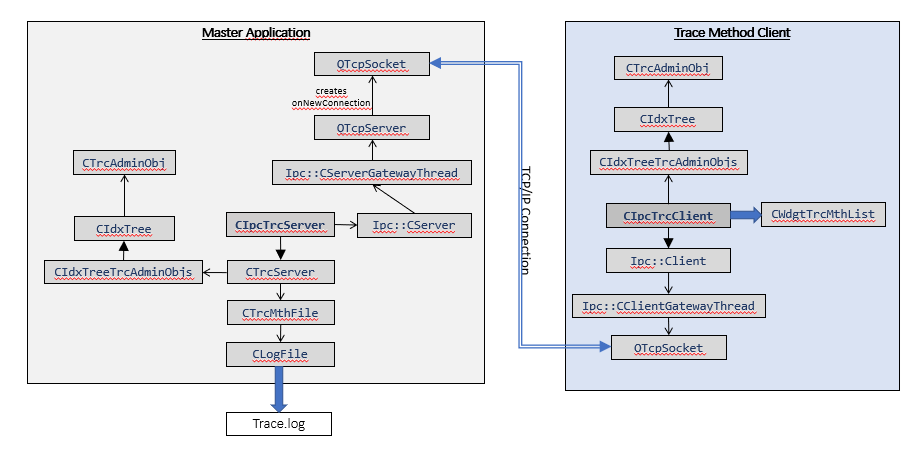 Master Application
QTcpSocket
creates
onNewConnection
QTcpServer
Ipc::CServerGatewayThread
CTrcAdminObj
CIdxTree
CIpcTrcServer
Ipc::CServer
CIdxTreeTrcAdminObjs
CTrcServer
CTrcMthFile
CLogFile
Trace.log
TCP/IP Connection
Trace Method Client
CTrcAdminObj
CIdxTree
CIdxTreeTrcAdminObjs
CIpcTrcClient
CWdgtTrcMthList
Ipc::Client
Ipc::CClientGatewayThread
QTcpSocket